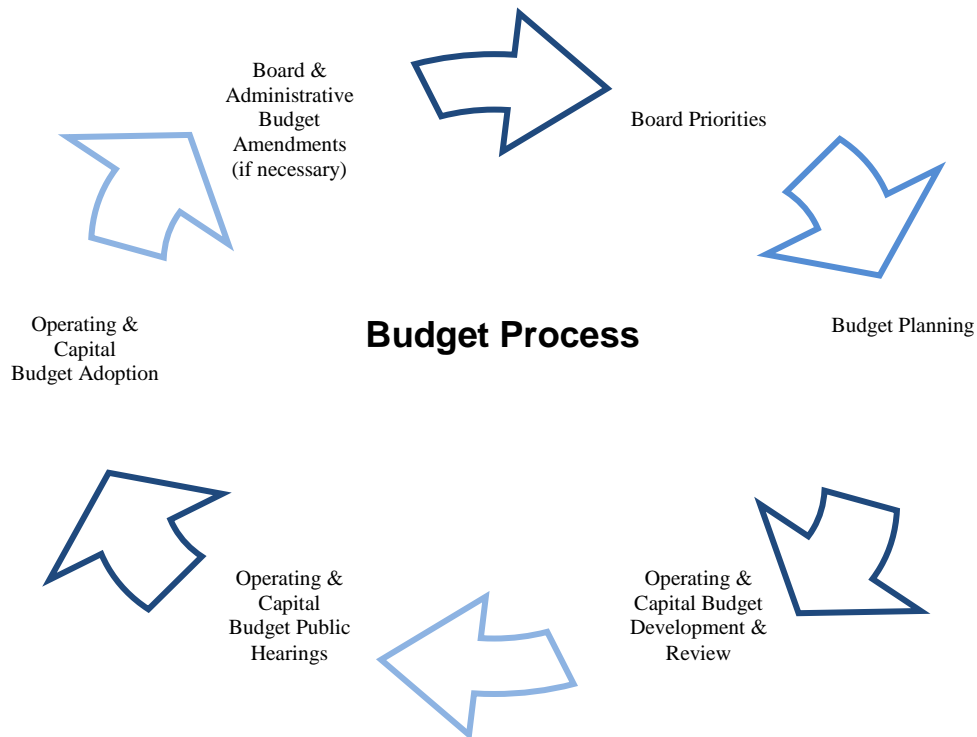 Board &
Administrative
Budget
Amendments
(if necessary)
Board Priorities
Operating &
Capital
Budget Adoption
Budget Process
Budget Planning
Operating &
Capital
Budget Public
Hearings
Operating &
Capital Budget
Development &
Review